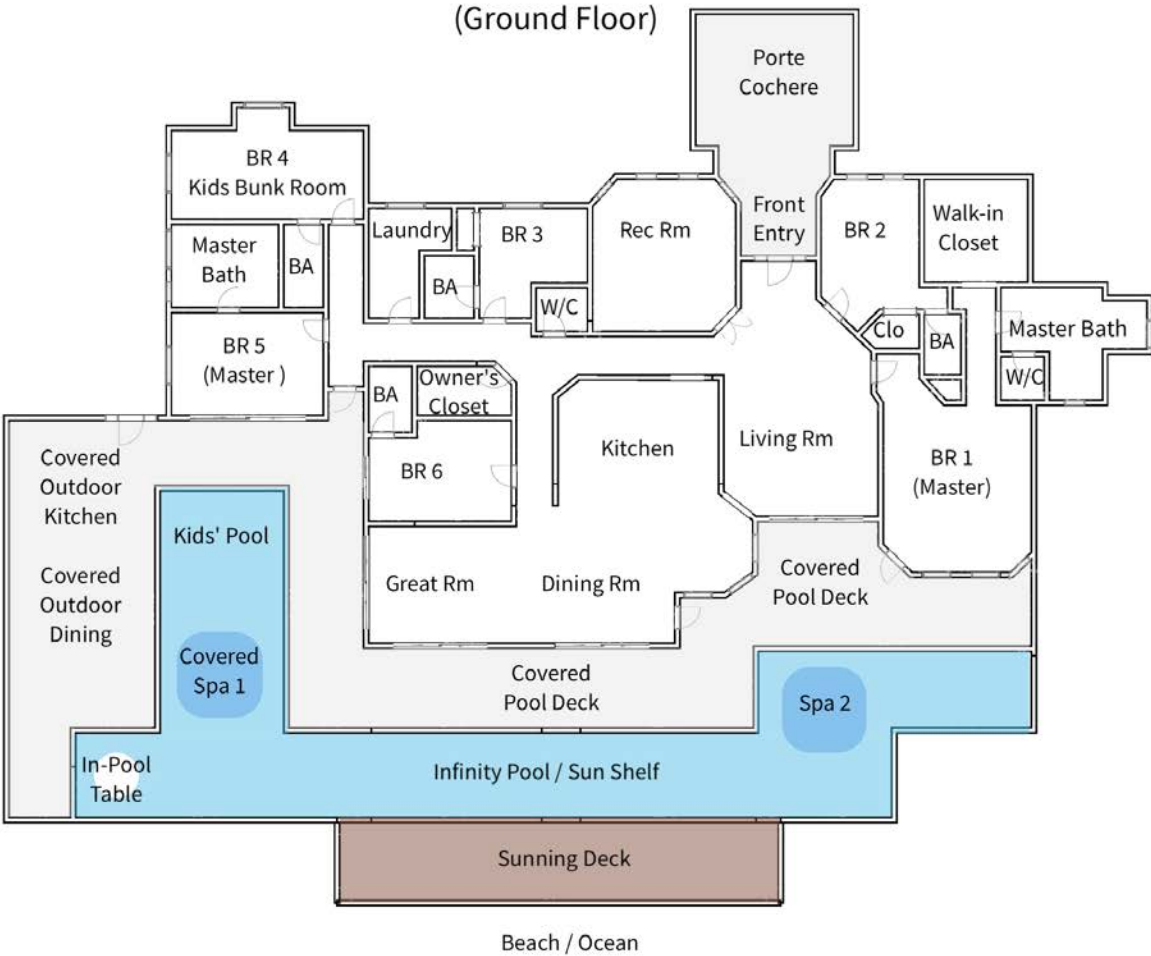 (Ground Floor)
Porte
Cochere
BR 4
Kids Bunk Room
Master
Bath
BA
Laundry
BA
BR 3
W/C
Rec Rm
Front
Entry
BR 2
Walk-in
Closet
Clo
BA
Master Bath
W/C
BR 5
(Master )
BA
Owner's
Closet
BR 6
Kitchen
Living Rm
BR 1
(Master)
Covered
Outdoor
Kitchen
Kids' Pool
Covered
Outdoor
Dining
Great Rm
Dining Rm
Covered
Pool Deck
Covered
Spa 1
Covered
Pool Deck
Spa 2
In-Pool
Table
Infinity Pool / Sun Shelf
Sunning Deck
Beach / Ocean